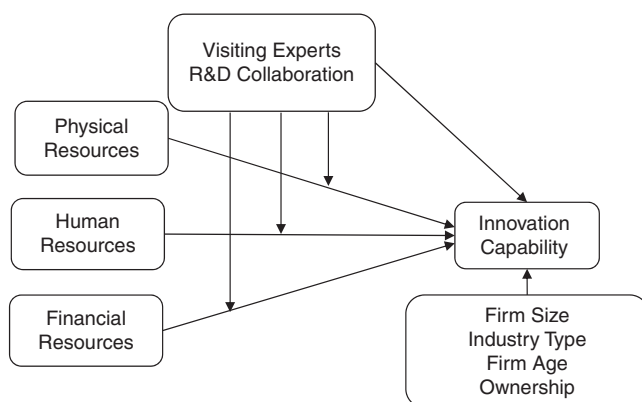 Visiting Experts
R&D Collaboration
Physical
Resources
Human
Resources
Innovation
Capability
Financial
Resources
Firm Size
Industry Type
Firm Age
Ownership